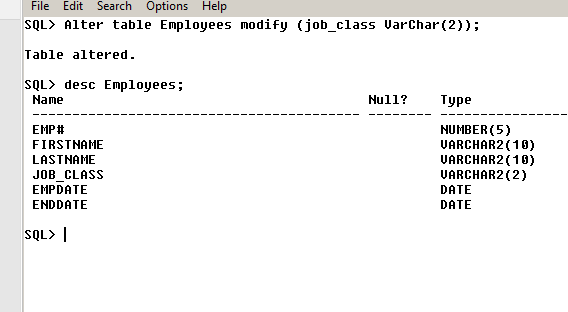 File Edit Search Options Help
SQL> Alter table Employees modify (job_class VarChar(2));
Table altered.
SQL> desc Employees;
Name Null? Type
----------------------------------------- -------- ----------------
EMP# NUMBER(5)
FIRSTNAME VARCHAR2(10)
LASTNAME VARCHAR2(10)
JOB_CLASS VARCHAR2(2)
EMPDATE DATE
ENDDATE DATE
SQL>